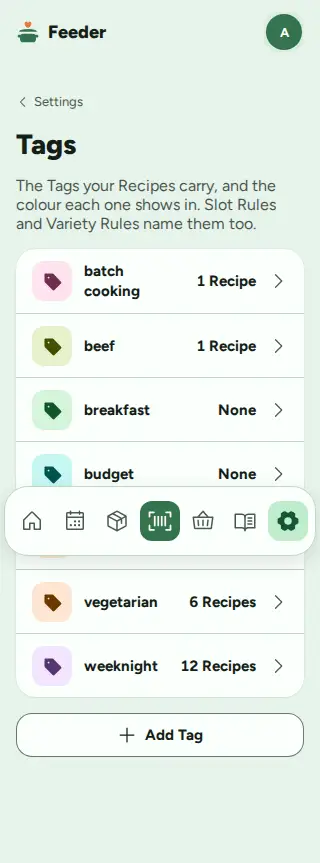 Feeder
A
Settings
Tags
The Tags your Recipes carry, and the
colour each one shows in. Slot Rules
and Variety Rules name them too.
batch
cooking
1 Recipe
beef
1 Recipe
breakfast
None
budget
None
vegetarian
6 Recipes
weeknight
12 Recipes
Add Tag